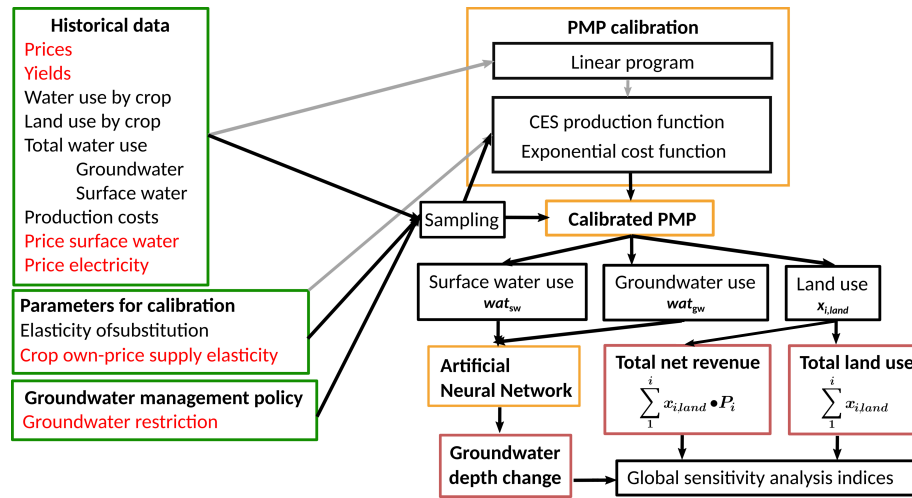 Historical data
Prices
Yields
Water use by crop
Land use by crop
Total water use
Groundwater
Surface water
Production costs
Price surface water
Price electricity
Parameters for calibration
Elasticity ofsubstitution
Crop own-price supply elasticity
Groundwater management policy
Groundwater restriction
PMP calibration
Linear program
CES production function
Exponential cost function
Sampling
Calibrated PMP
Surface water use
wat_sw
Groundwater use
wat_gw
Land use
x_i,land
Artificial
Neural Network
Total net revenue
∑_1^i x_i,land • P_i
Total land use
∑_1^i x_i,land
Groundwater
depth change
Global sensitivity analysis indices